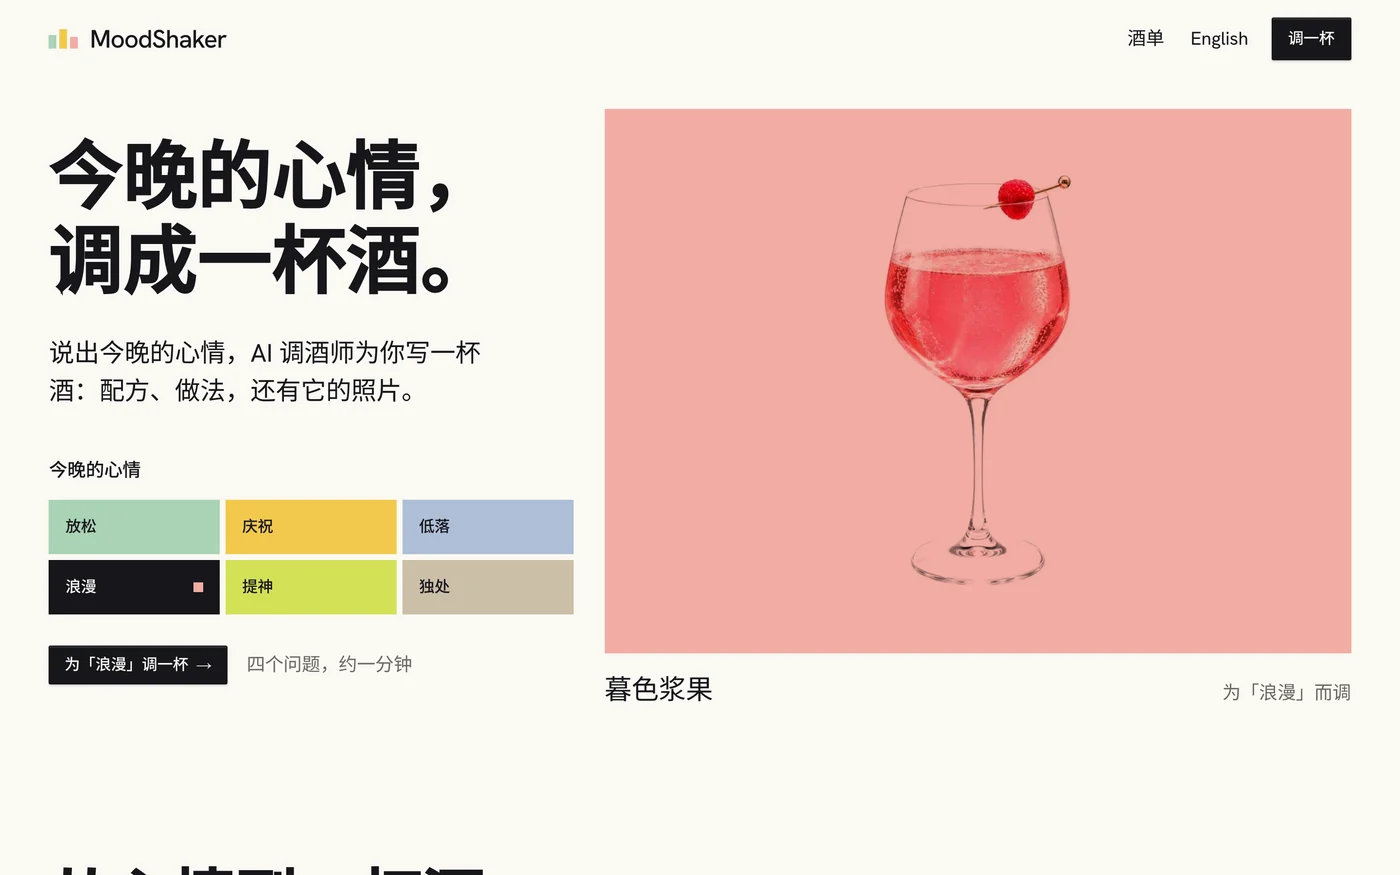 MoodShaker
酒单
English
调一杯
今晚的心情，
调成一杯酒。
说出今晚的心情，AI 调酒师为你写一杯
酒：配方、做法，还有它的照片。
今晚的心情
放松
庆祝
低落
浪漫
提神
独处
为「浪漫」调一杯 →
四个问题，约一分钟
暮色浆果
为「浪漫」而调